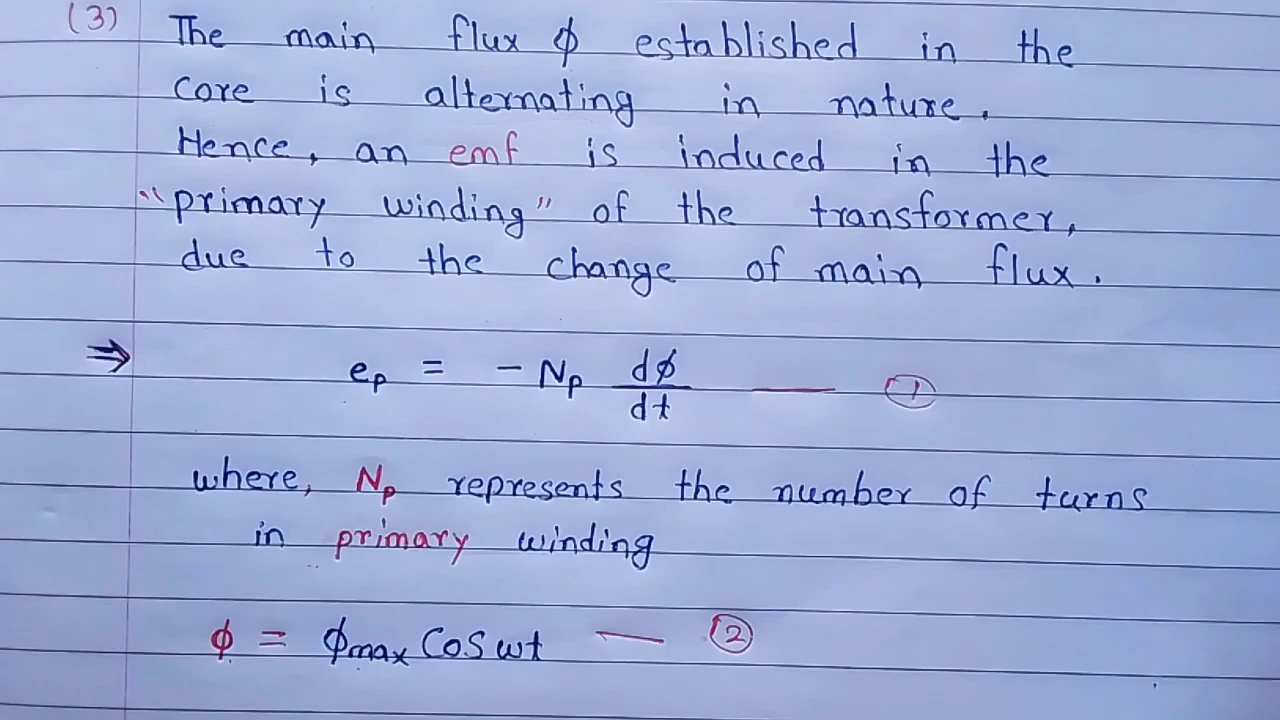 (3) The main flux ϕ established in the
core is alternating in nature.
Hence, an emf is induced in the
"primary winding" of the transformer,
due to the change of main flux.
⇒ eₚ = - Nₚ dϕ/dt — ①
where, Nₚ represents the number of turns
in primary winding
ϕ = ϕmax Cos ωt — ②